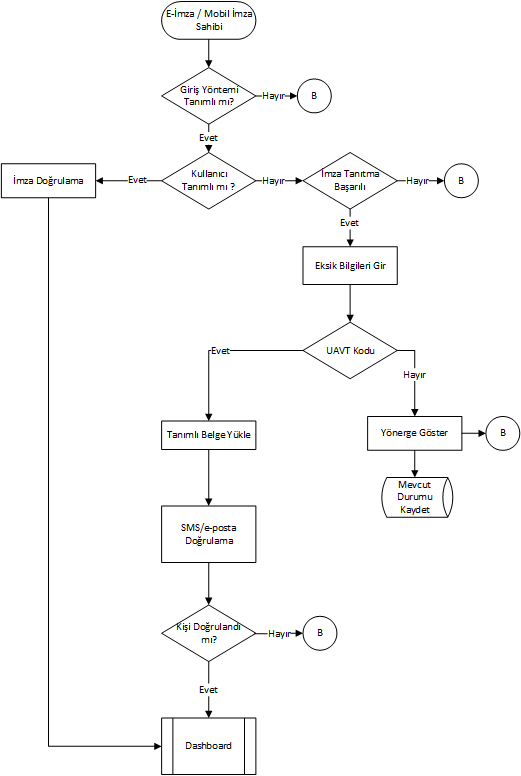 E-İmza / Mobil İmza
Sahibi
Giriş Yöntemi
Tanımlı mı?
Hayır
B
Evet
İmza Doğrulama
Evet
Kullanıcı
Tanımlı mı ?
Hayır
İmza Tanıtma
Başarılı
Hayır
B
Evet
Eksik Bilgileri Gir
UAVT Kodu
Evet
Hayır
Tanımlı Belge Yükle
Yönerge Göster
B
Mevcut
Durumu
Kaydet
SMS/e-posta
Doğrulama
Kişi Doğrulandı
mı?
Hayır
B
Evet
Dashboard